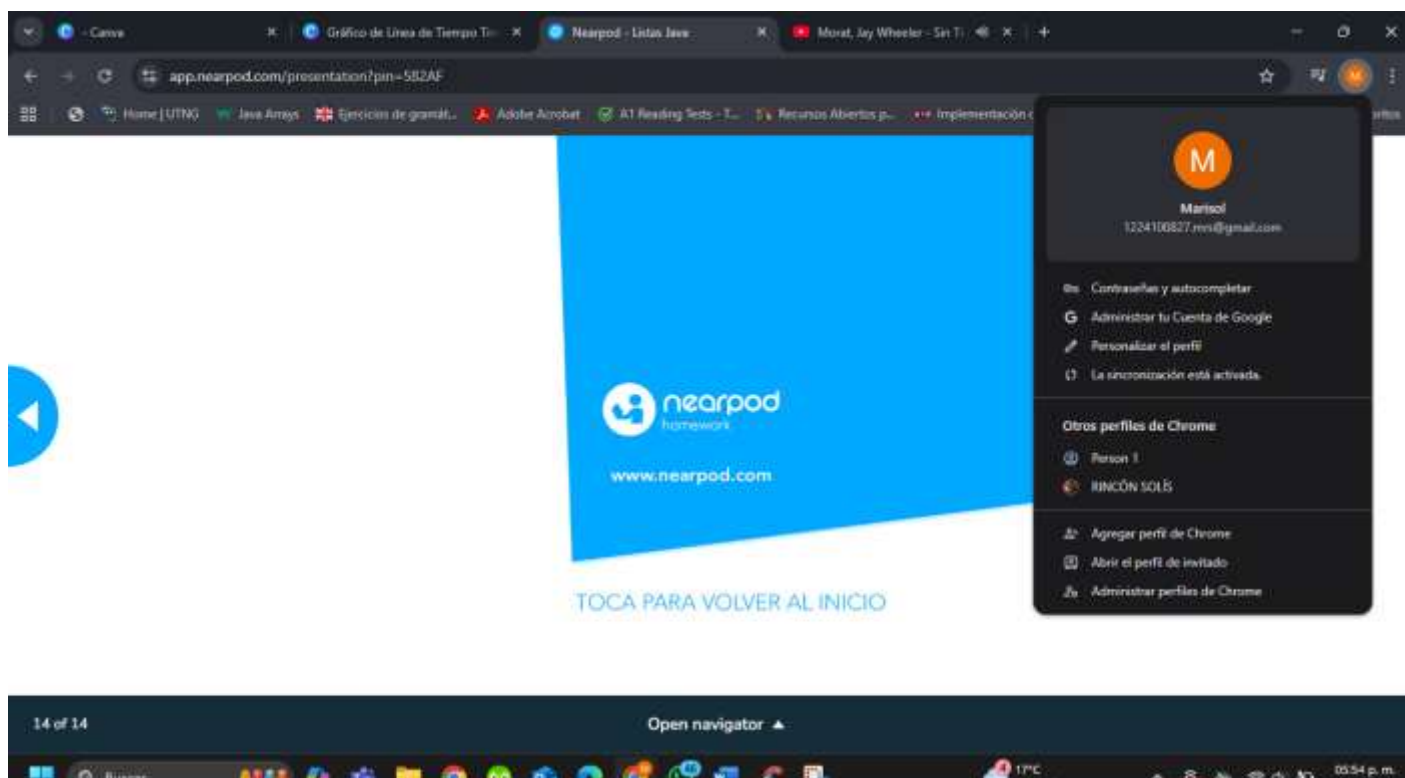 - Canva
Gráfico de Línea de Tiempo
Nearpod - Listas Java
Morat, Jay Wheeler - Sin Ti
app.nearpod.com/presentation?pin=582AF
Home | UTNG
Java Arrays
Ejercicios de gramát...
Adobe Acrobat
A1 Reading Tests - T...
Recursos Abiertos p...
Implementación
M
Marisol
Contraseñas y autocompletar
Administrar tu Cuenta de Google
Personalizar el perfil
La sincronización está activada.
Otros perfiles de Chrome
Person 1
RINCÓN SOLÍS
Agregar perfil de Chrome
Abrir el perfil de invitado
Administrar perfiles de Chrome
nearpod
homework
www.nearpod.com
TOCA PARA VOLVER AL INICIO
14 of 14
Open navigator
Buscar
17°C
05:54 p. m.